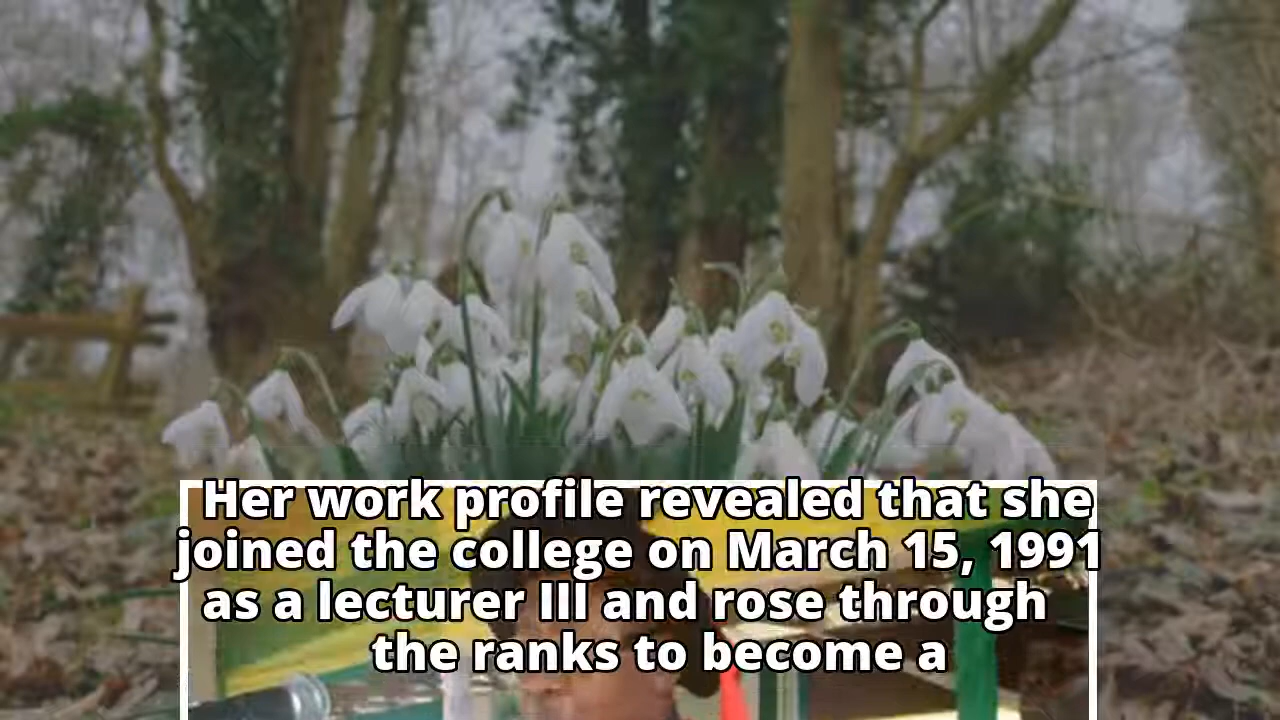 Her work profile revealed that she
joined the college on March 15, 1991
as a lecturer III and rose through
the ranks to become a